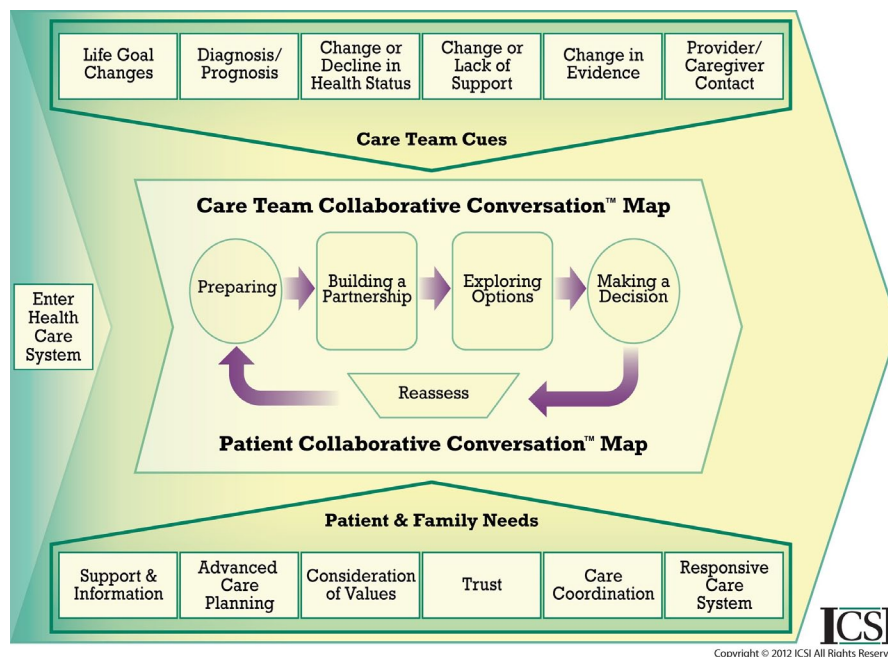 Life Goal
Changes
Diagnosis/
Prognosis
Change or
Decline in
Health Status
Change or
Lack of
Support
Change in
Evidence
Provider/
Caregiver
Contact
Care Team Cues
Care Team Collaborative Conversation™ Map
Enter
Health
Care
System
Preparing
Building a
Partnership
Exploring
Options
Making a
Decision
Reassess
Patient Collaborative Conversation™ Map
Patient & Family Needs
Support &
Information
Advanced
Care
Planning
Consideration
of Values
Trust
Care
Coordination
Responsive
Care
System
ICSI
Copyright © 2012 ICSI All Rights Reserv